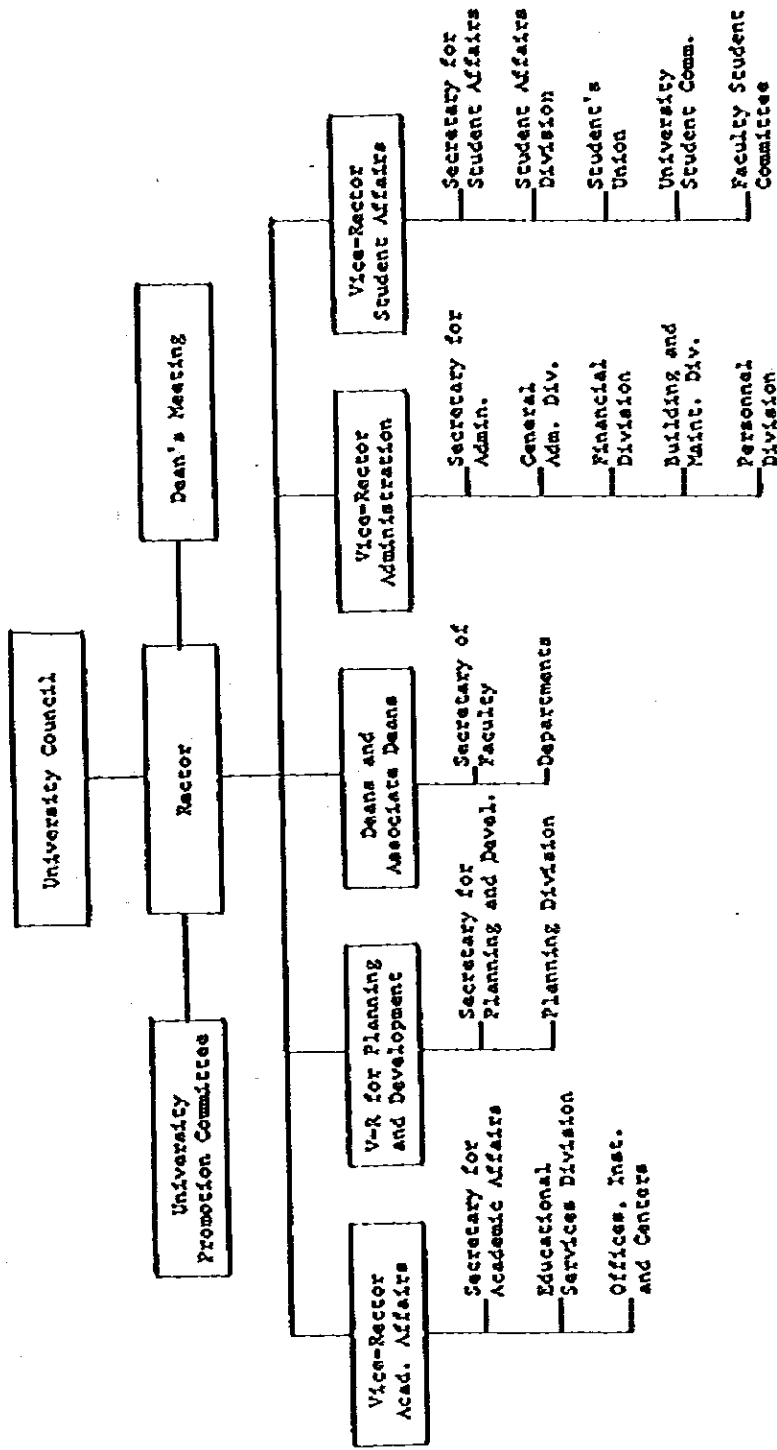 University Council
University
Promotion Committee
Rector
Dean's Meeting
Vice-Rector
Acad. Affairs
V-R for Planning
and Development
Deans and
Associate Deans
Vice-Rector
Administration
Vice-Rector
Student Affairs
Secretary for
Academic Affairs
Educational
Services Division
Offices, Inst.
and Centers
Secretary for
Planning and Devel.
Planning Division
Secretary of
Faculty
Departments
Secretary for
Admin.
General
Adm. Div.
Financial
Division
Building and
Maint. Div.
Personnel
Division
Secretary for
Student Affairs
Student Affairs
Division
Student's
Union
University
Student Comm.
Faculty Student
Committee